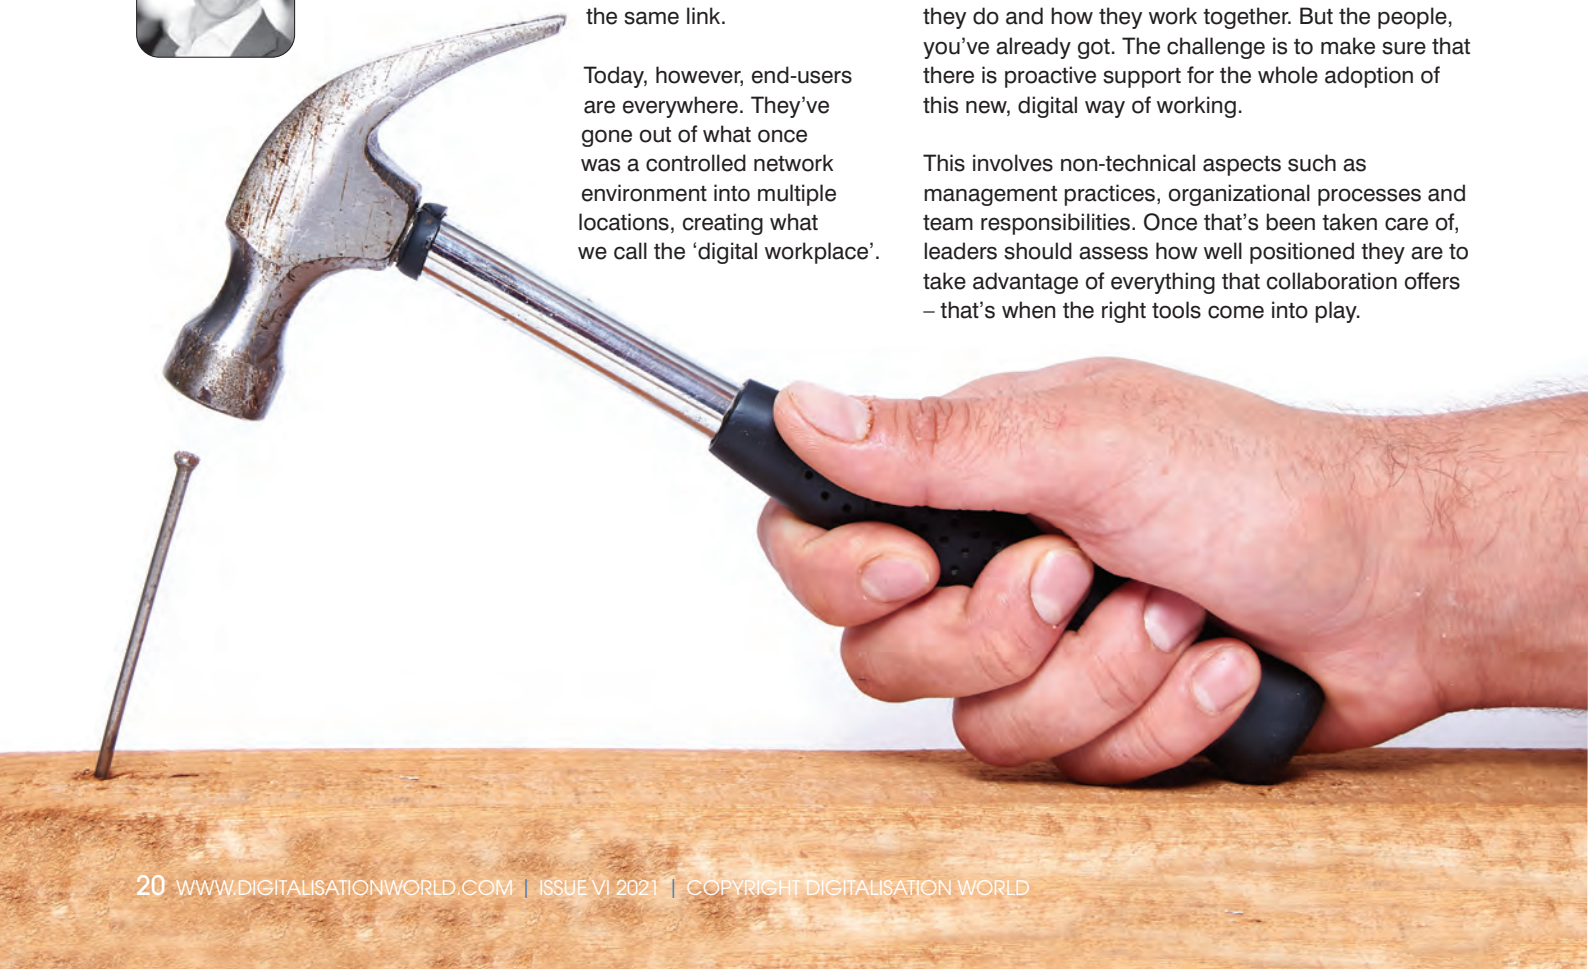 the same link.
Today, however, end-users
are everywhere. They’ve
gone out of what once
was a controlled network
environment into multiple
locations, creating what
we call the ‘digital workplace’.
they do and how they work together. But the people,
you’ve already got. The challenge is to make sure that
there is proactive support for the whole adoption of
this new, digital way of working.
This involves non-technical aspects such as
management practices, organizational processes and
team responsibilities. Once that’s been taken care of,
leaders should assess how well positioned they are to
take advantage of everything that collaboration offers
– that’s when the right tools come into play.
20 WWW.DIGITALISATIONWORLD.COM | ISSUE VI 2021 | COPYRIGHT DIGITALISATION WORLD